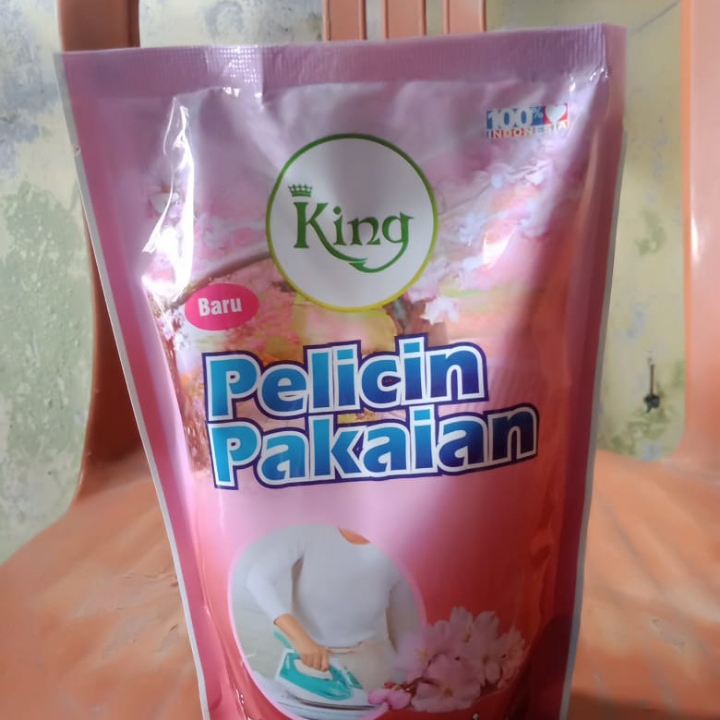 100%
INDONESIA
King
Baru
Pelicin
Pakaian